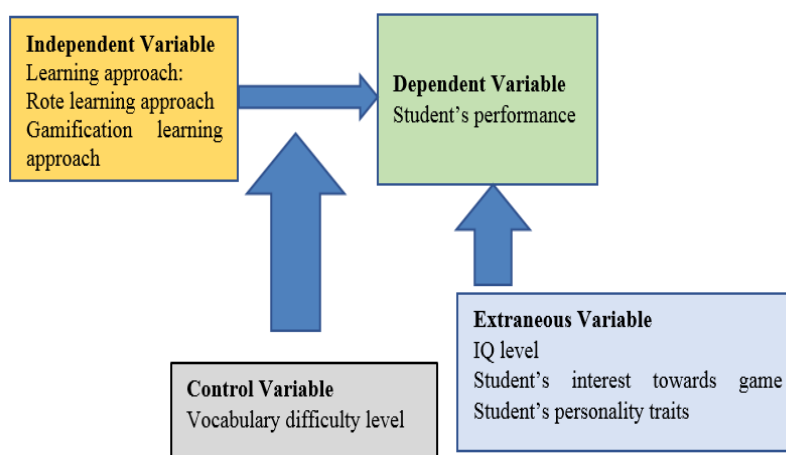 Independent Variable
Learning approach:
Rote learning approach
Gamification learning
approach
Dependent Variable
Student’s performance
Control Variable
Vocabulary difficulty level
Extraneous Variable
IQ level
Student’s interest towards game
Student’s personality traits